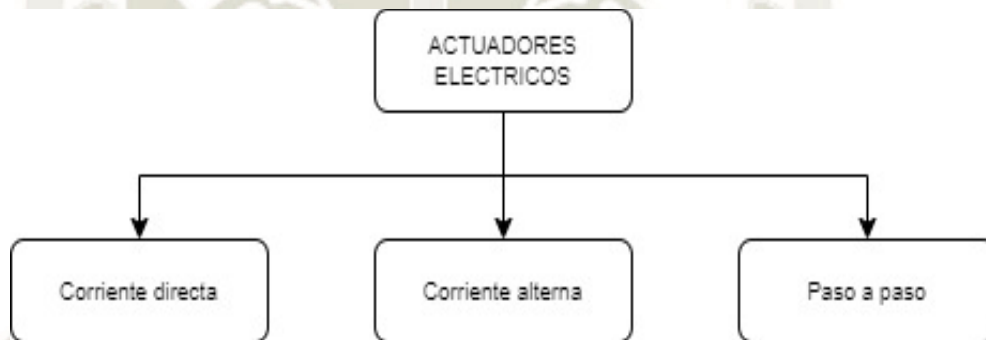 ACTUADORES
ELECTRICOS
Corriente directa
Corriente alterna
Paso a paso